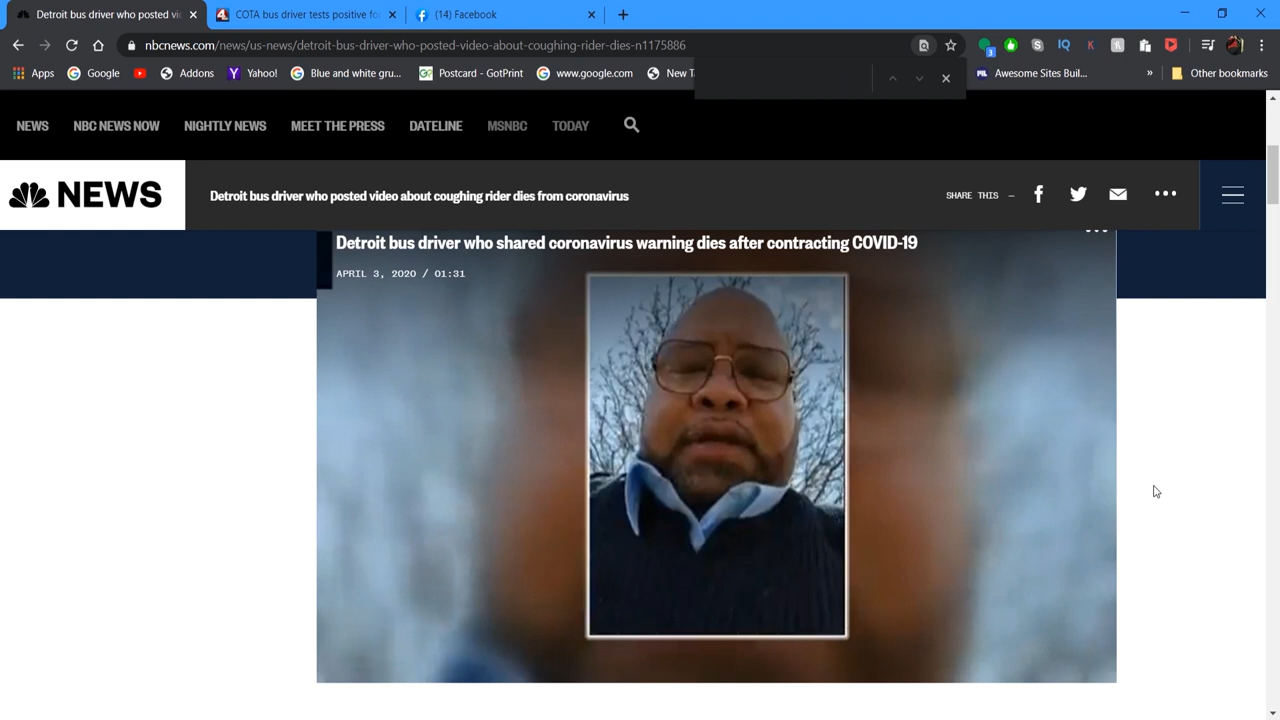 Detroit bus driver who posted vi
COTA bus driver tests positive fo
(14) Facebook
nbcnews.com/news/us-news/detroit-bus-driver-who-posted-video-about-coughing-rider-dies-n1175886
Apps
Google
Addons
Yahoo!
Blue and white gru...
Postcard - GotPrint
www.google.com
New T
Awesome Sites Buil...
»
Other bookmarks
NEWS
NBC NEWS NOW
NIGHTLY NEWS
MEET THE PRESS
DATELINE
MSNBC
TODAY
NEWS
Detroit bus driver who posted video about coughing rider dies from coronavirus
SHARE THIS —
Detroit bus driver who shared coronavirus warning dies after contracting COVID-19
APRIL 3, 2020 / 01:31